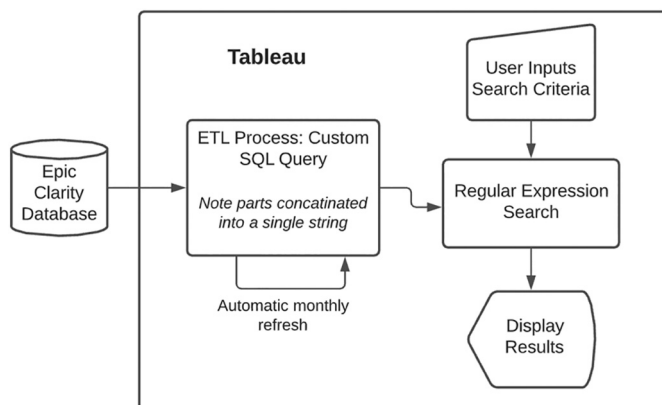 Tableau
User Inputs
Search Criteria
ETL Process: Custom
SQL Query
Note parts concatinated
into a single string
Epic
Clarity
Database
Regular Expression
Search
Automatic monthly
refresh
Display
Results